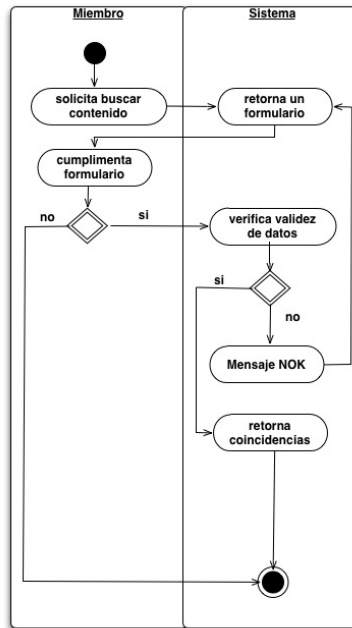 Miembro
Sistema
solicita buscar
contenido
retorna un
formulario
cumplimenta
formulario
no
si
verifica validez
de datos
si
no
Mensaje NOK
retorna
coincidencias